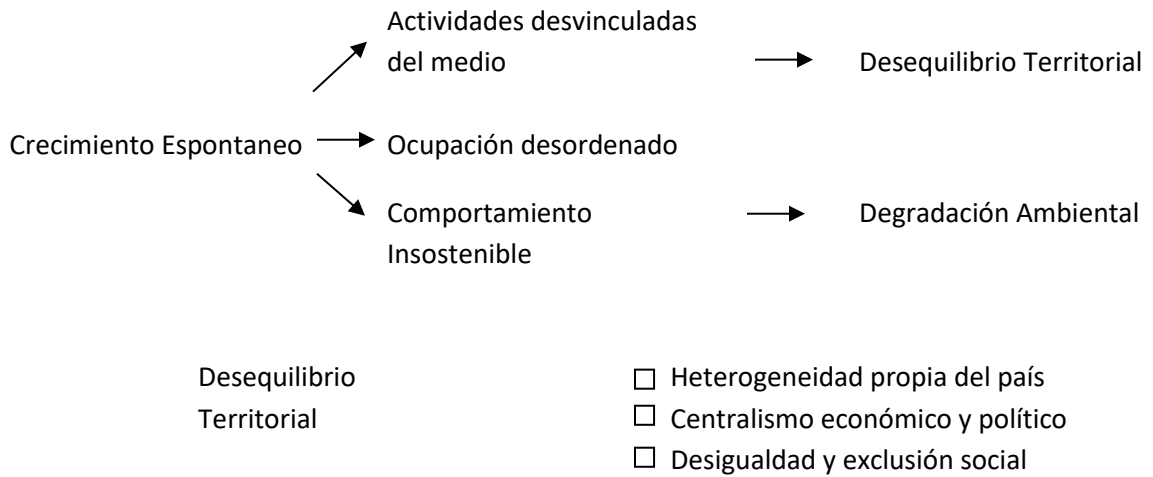 Actividades desvinculadas
del medio
Desequilibrio Territorial
Crecimiento Espontaneo
Ocupación desordenado
Comportamiento
Insostenible
Degradación Ambiental
Desequilibrio
Territorial
Heterogeneidad propia del país
Centralismo económico y político
Desigualdad y exclusión social